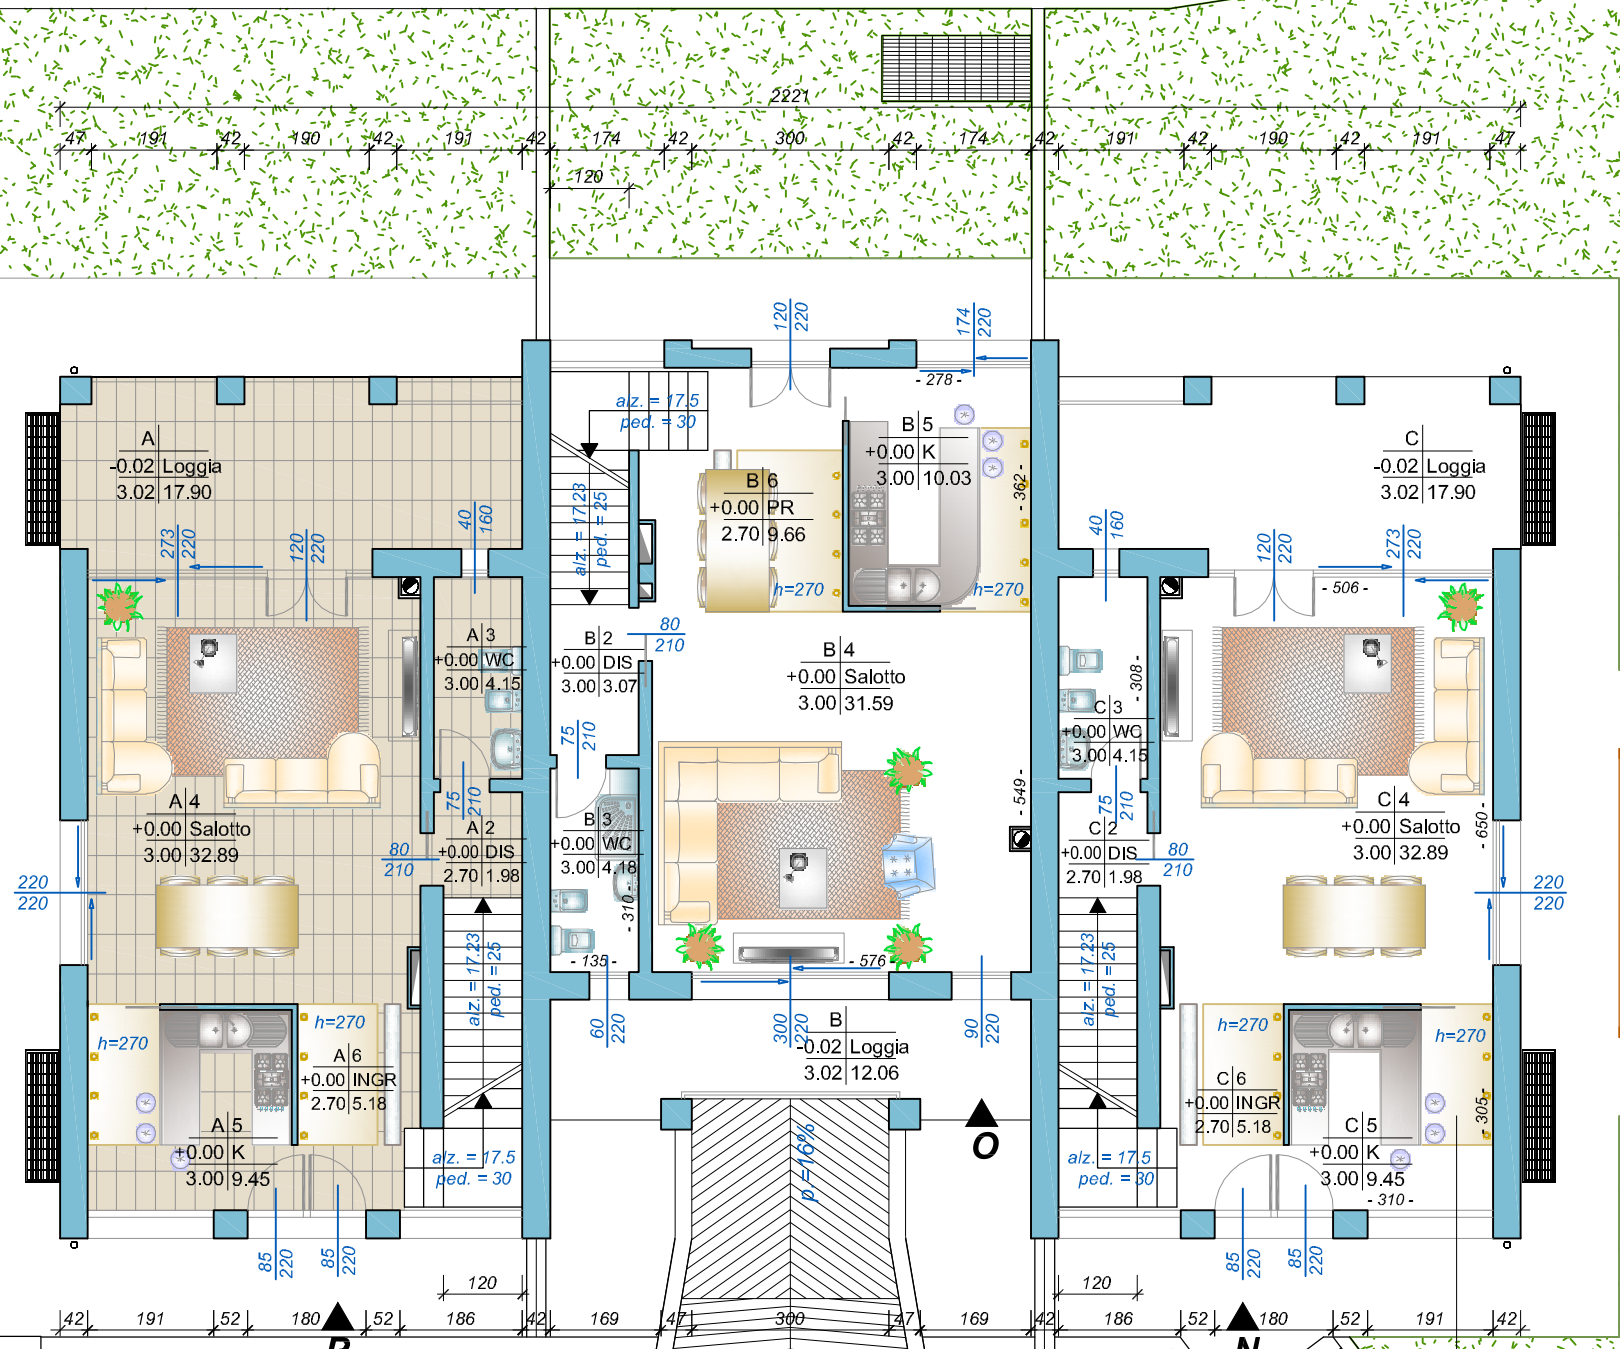 2221
47 191 42 190 42 191 42 174 42 300 42 174 42 191 42 190 42 191 47
120
120 220
174 220
- 278 -
alz. = 17.5
ped. = 30
A
-0.02 Loggia
3.02 17.90
B 5
+0.00 K
3.00 10.03
C
-0.02 Loggia
3.02 17.90
- 362 -
B 6
+0.00 PR
2.70 9.66
alz. = 17.23
ped. = 25
273 220
120 220
40 160
40 160
120 220
273 220
h=270
h=270
- 506 -
A 3
+0.00 WC
3.00 4.15
B 2
+0.00 DIS
3.00 3.07
80
210
B 4
+0.00 Salotto
3.00 31.59
- 308 -
C 3
+0.00 WC
3.00 4.15
75 210
75 210
75 210
- 549 -
A 4
+0.00 Salotto
3.00 32.89
A 2
+0.00 DIS
2.70 1.98
80
210
B 3
+0.00 WC
3.00 4.18
C 2
+0.00 DIS
2.70 1.98
80
210
C 4
+0.00 Salotto
3.00 32.89
- 650 -
220
220
220
220
- 310 -
- 135 -
- 576 -
alz. = 17.23
ped. = 25
alz. = 17.23
ped. = 25
60 220
300 220
90 220
B
-0.02 Loggia
3.02 12.06
h=270
h=270
h=270
h=270
A 6
+0.00 INGR
2.70 5.18
C 6
+0.00 INGR
2.70 5.18
- 305 -
A 5
+0.00 K
3.00 9.45
C 5
+0.00 K
3.00 9.45
- 310 -
O
p.=16%
alz. = 17.5
ped. = 30
alz. = 17.5
ped. = 30
85 220
85 220
85 220
85 220
120
120
42 191 52 180 52 186 42 169 47 300 47 169 42 186 52 180 52 191 42
N